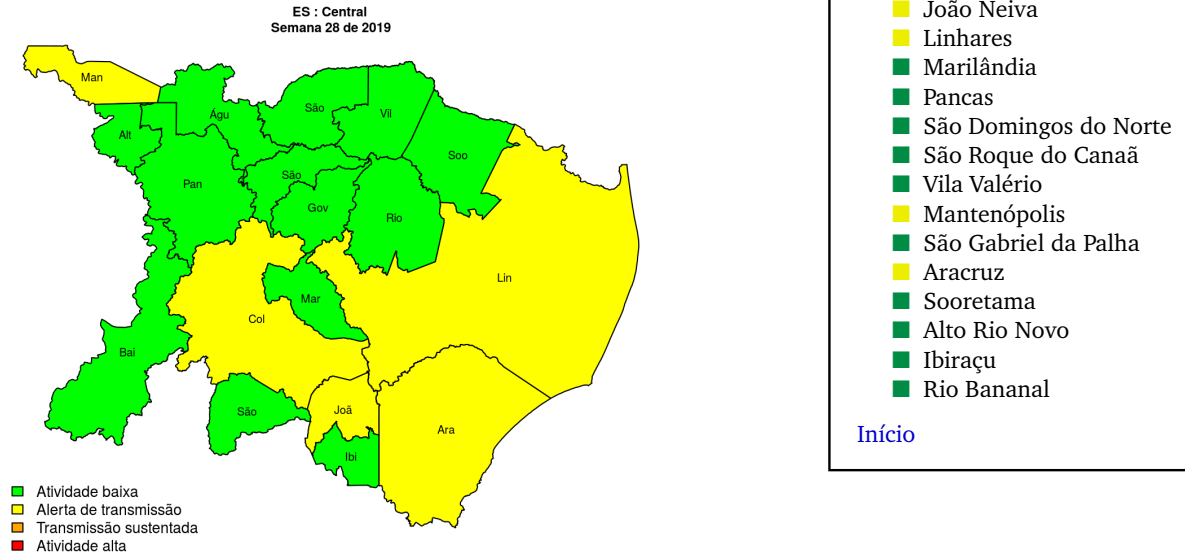 ES : Central
Semana 28 de 2019
Man
Alt
Águ
São
Vil
Soo
Pan
São
Gov
Rio
Lin
Mar
Col
Bai
São
Joã
Ara
Ibi
Atividade baixa
Alerta de transmissão
Transmissão sustentada
Atividade alta
João Neiva
Linhares
Marilândia
Pancas
São Domingos do Norte
São Roque do Canaã
Vila Valério
Mantenópolis
São Gabriel da Palha
Aracruz
Sooretama
Alto Rio Novo
Ibiraçu
Rio Bananal
Início